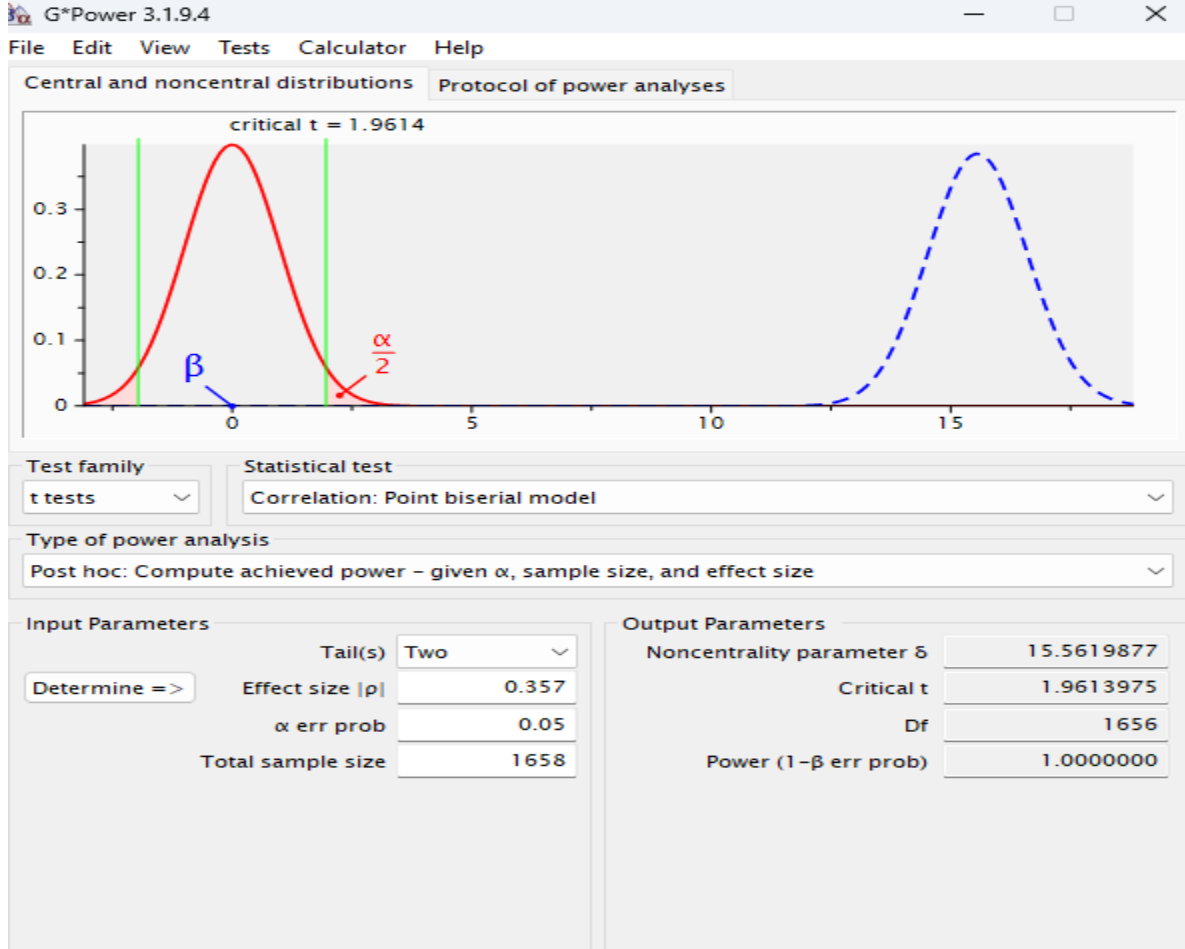 G*Power 3.1.9.4
File Edit View Tests Calculator Help
Central and noncentral distributions Protocol of power analyses
critical t = 1.9614
0.3
0.2
0.1
0
β
α
2
0 5 10 15
Test family Statistical test
t tests Correlation: Point biserial model
Type of power analysis
Post hoc: Compute achieved power – given α, sample size, and effect size
Input Parameters Output Parameters
Tail(s) Two Noncentrality parameter δ 15.5619877
Determine => Effect size |ρ| 0.357 Critical t 1.9613975
α err prob 0.05 Df 1656
Total sample size 1658 Power (1-β err prob) 1.0000000